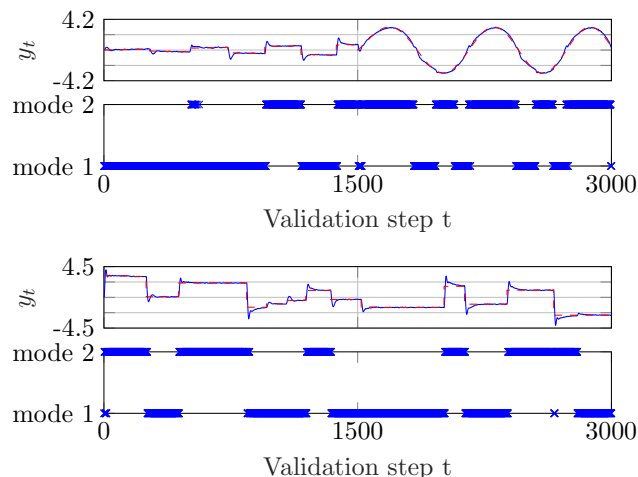 4.2
y_t
-4.2
mode 2
mode 1
0 1500 3000
Validation step t
4.5
y_t
-4.5
mode 2
mode 1
0 1500 3000
Validation step t